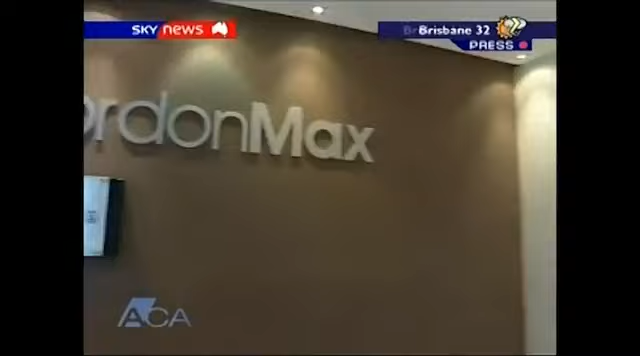 SKY news
Brisbane 32
PRESS
rdonMax
ACA